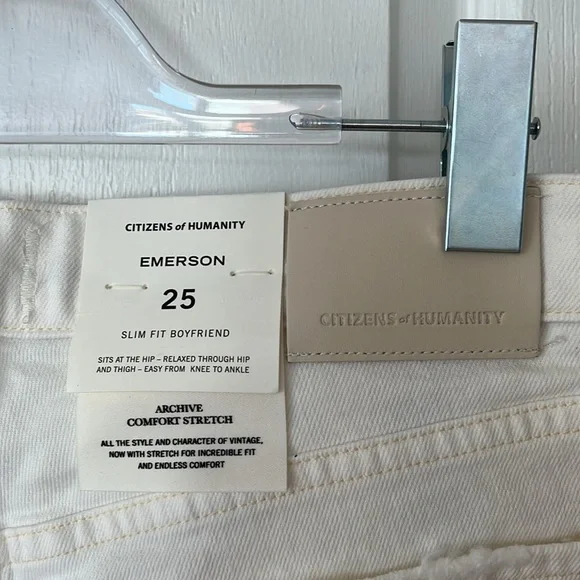 CITIZENS of HUMANITY
EMERSON
25
SLIM FIT BOYFRIEND
SITS AT THE HIP – RELAXED THROUGH HIP
AND THIGH – EASY FROM KNEE TO ANKLE
ARCHIVE
COMFORT STRETCH
ALL THE STYLE AND CHARACTER OF VINTAGE,
NOW WITH STRETCH FOR INCREDIBLE FIT
AND ENDLESS COMFORT
CITIZENS of HUMANITY